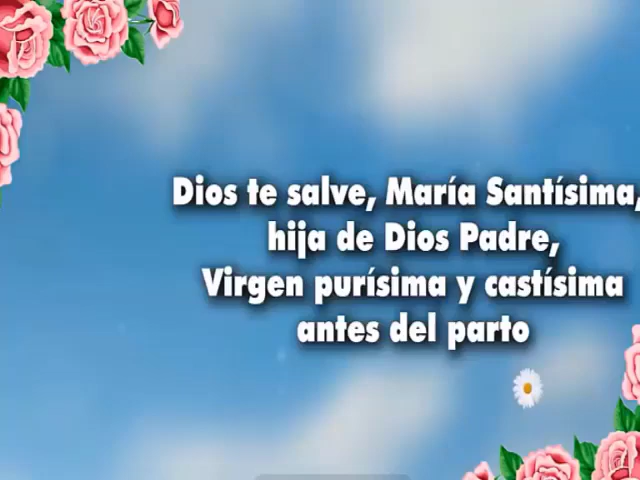 Dios te salve, María Santísima,
hija de Dios Padre,
Virgen purísima y castísima
antes del parto